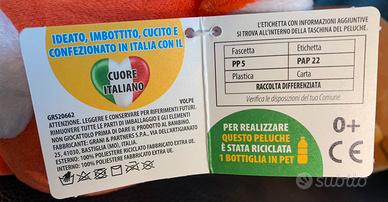 IDEATO, IMBOTTITO, CUCITO E
CONFEZIONATO IN ITALIA CON IL
CUORE
ITALIANO
GRS20662
VOLPE
ATTENZIONE. LEGGERE E CONSERVARE PER RIFERIMENTI FUTURI.
RIMUOVERE TUTTE LE PARTI DI IMBALLAGGIO E GLI ELEMENTI
NON GIOCATTOLO PRIMA DI DARE IL PRODOTTO AL BAMBINO.
FABBRICANTE: GRANI & PARTNERS S.P.A., VIA DELL'ARTIGIANATO
25, 41030, BASTIGLIA (MO), ITALIA.
ESTERNO: 100% POLIESTERE RICICLATO FABBRICATO EXTRA UE.
INTERNO: 100% POLIESTERE RICICLATO FABBRICATO EXTRA UE.
L'ETICHETTA CON INFORMAZIONI AGGIUNTIVE
SI TROVA ALL'INTERNO DELLA TASCHINA DEL PELUCHE.
Fascetta Etichetta
PP 5 PAP 22
Plastica Carta
RACCOLTA DIFFERENZIATA
Verifica le disposizioni del tuo Comune.
PER REALIZZARE
QUESTO PELUCHE
È STATA RICICLATA
1 BOTTIGLIA IN PET
0+
CE
subito